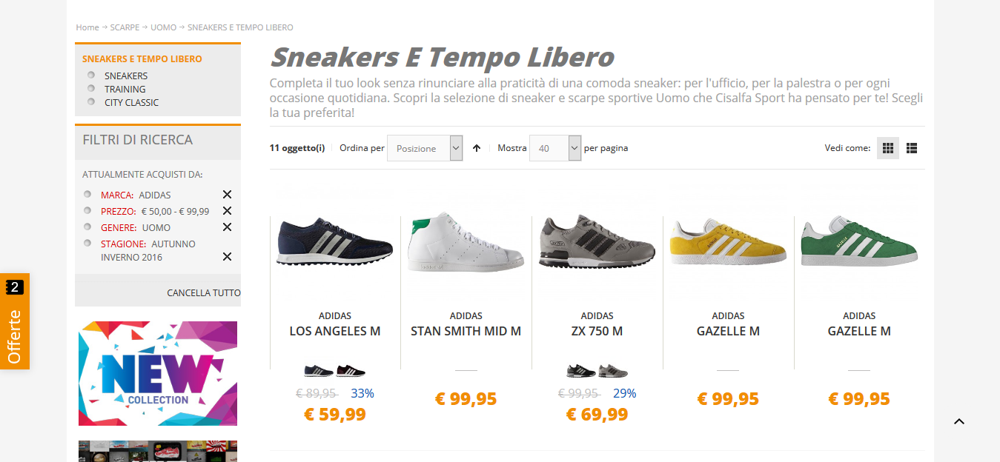 Home → SCARPE → UOMO → SNEAKERS E TEMPO LIBERO
SNEAKERS E TEMPO LIBERO
SNEAKERS
TRAINING
CITY CLASSIC
FILTRI DI RICERCA
ATTUALMENTE ACQUISTI DA:
MARCA: ADIDAS
PREZZO: € 50,00 - € 99,99
GENERE: UOMO
STAGIONE: AUTUNNO
INVERNO 2016
CANCELLA TUTTO
2
Offerte
NEW
COLLECTION
Sneakers E Tempo Libero
Completa il tuo look senza rinunciare alla praticità di una comoda sneaker: per l'ufficio, per la palestra o per ogni
occasione quotidiana. Scopri la selezione di sneaker e scarpe sportive Uomo che Cisalfa Sport ha pensato per te! Scegli
la tua preferita!
11 oggetto(i) Ordina per Posizione Mostra 40 per pagina Vedi come:
ADIDAS
LOS ANGELES M
€ 89,95 33%
€ 59,99
ADIDAS
STAN SMITH MID M
€ 99,95
ADIDAS
ZX 750 M
€ 99,95 29%
€ 69,99
ADIDAS
GAZELLE M
€ 99,95
ADIDAS
GAZELLE M
€ 99,95